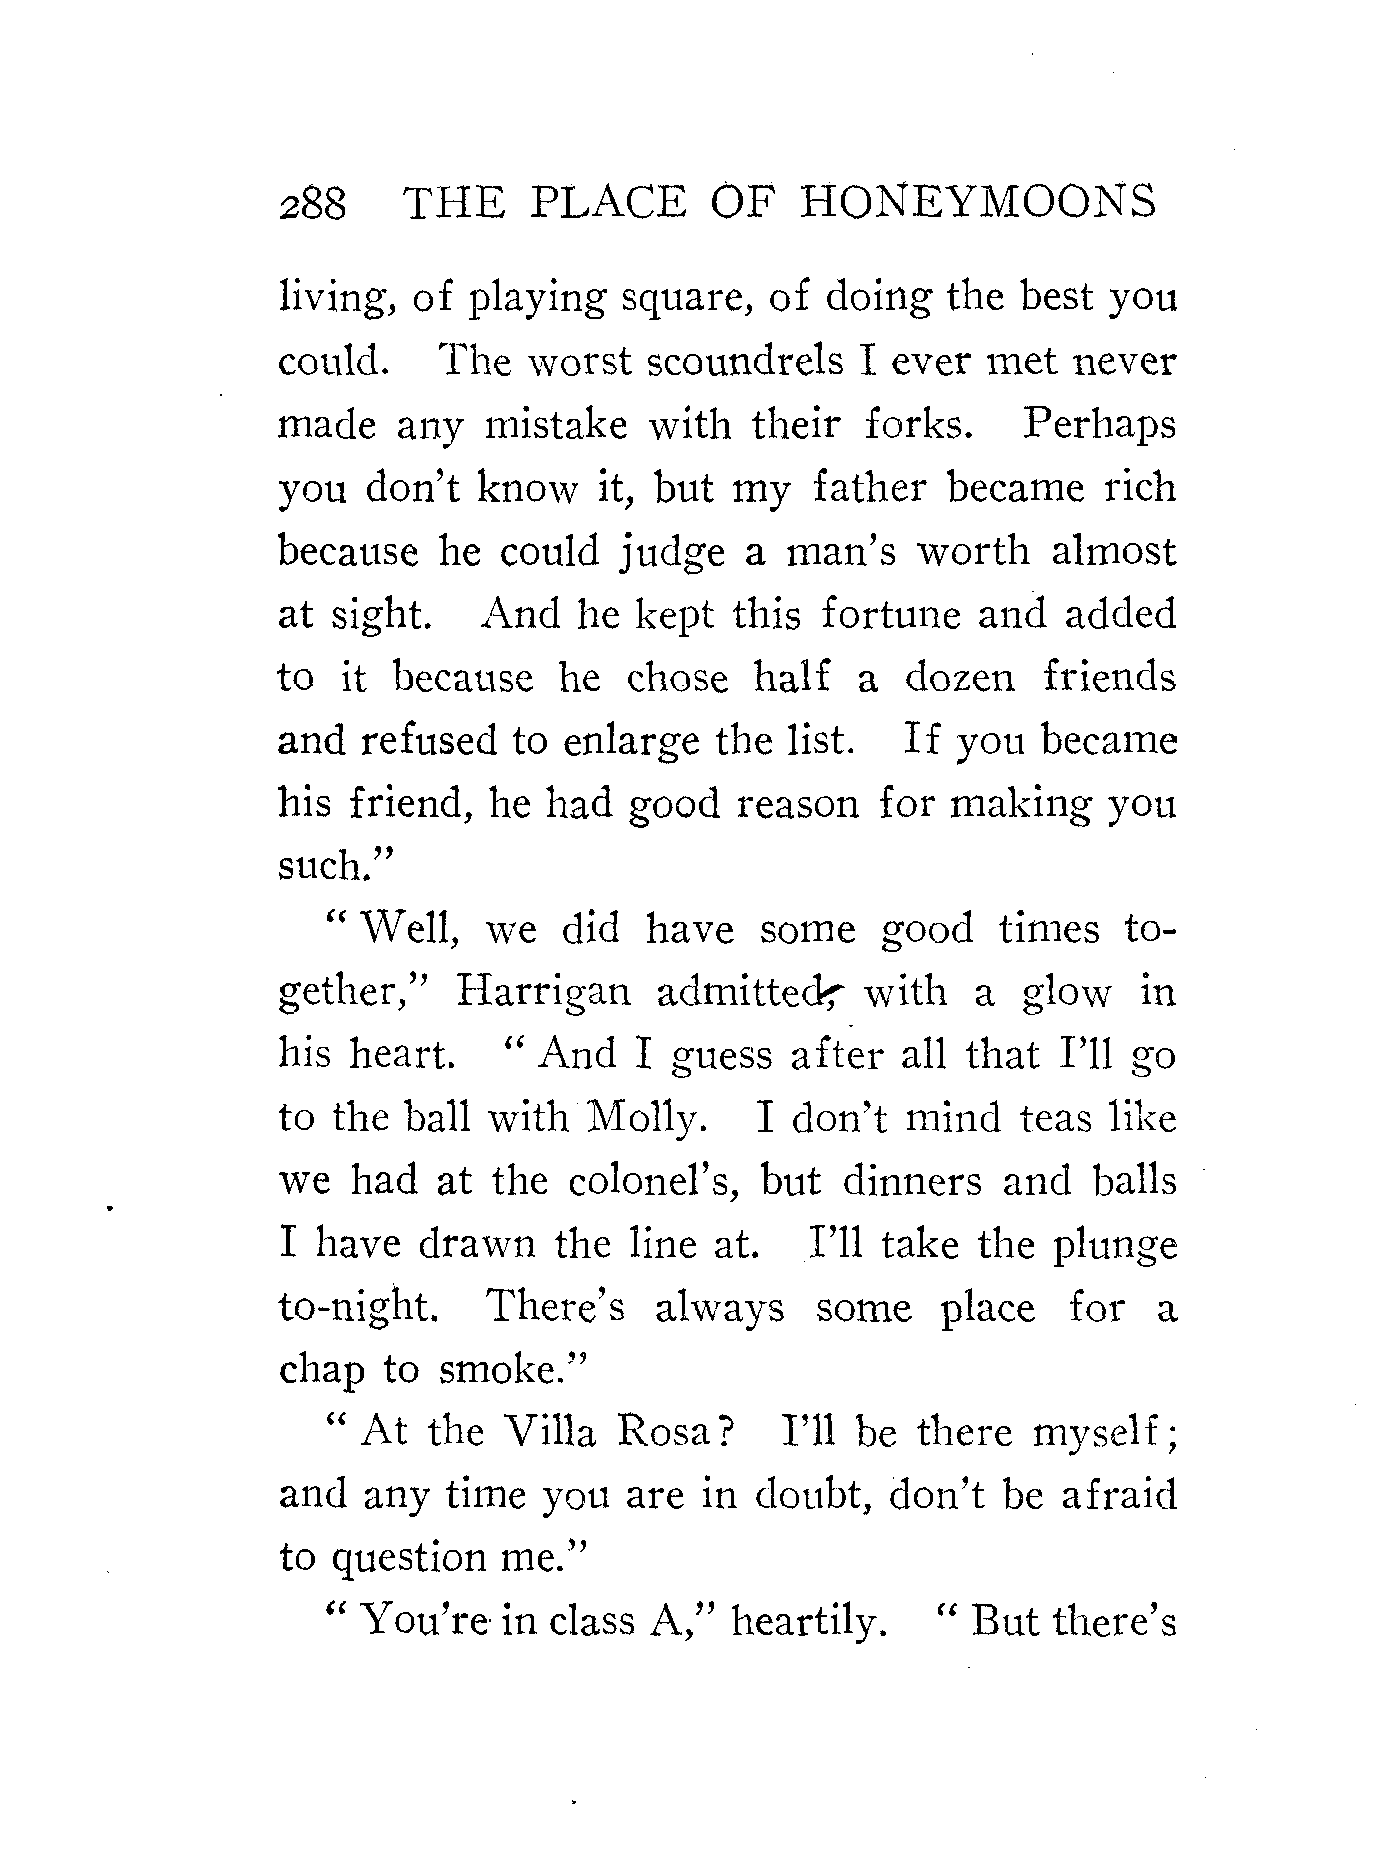 288 THE PLACE OF HONEYMOONS
living, of playing square, of doing the best you
could. The worst scoundrels I ever met never
made any mistake with their forks. Perhaps
you don't know it, but my father became rich
because he could judge a man's worth almost
at sight. And he kept this fortune and added
to it because he chose half a dozen friends
and refused to enlarge the list. If you became
his friend, he had good reason for making you
such."
" Well, we did have some good times to-
gether," Harrigan admitted, with a glow in
his heart. " And I guess after all that I'll go
to the ball with Molly. I don't mind teas like
we had at the colonel's, but dinners and balls
I have drawn the line at. I'll take the plunge
to-night. There's always some place for a
chap to smoke."
" At the Villa Rosa? I'll be there myself;
and any time you are in doubt, don't be afraid
to question me."
" You're in class A," heartily. " But there's